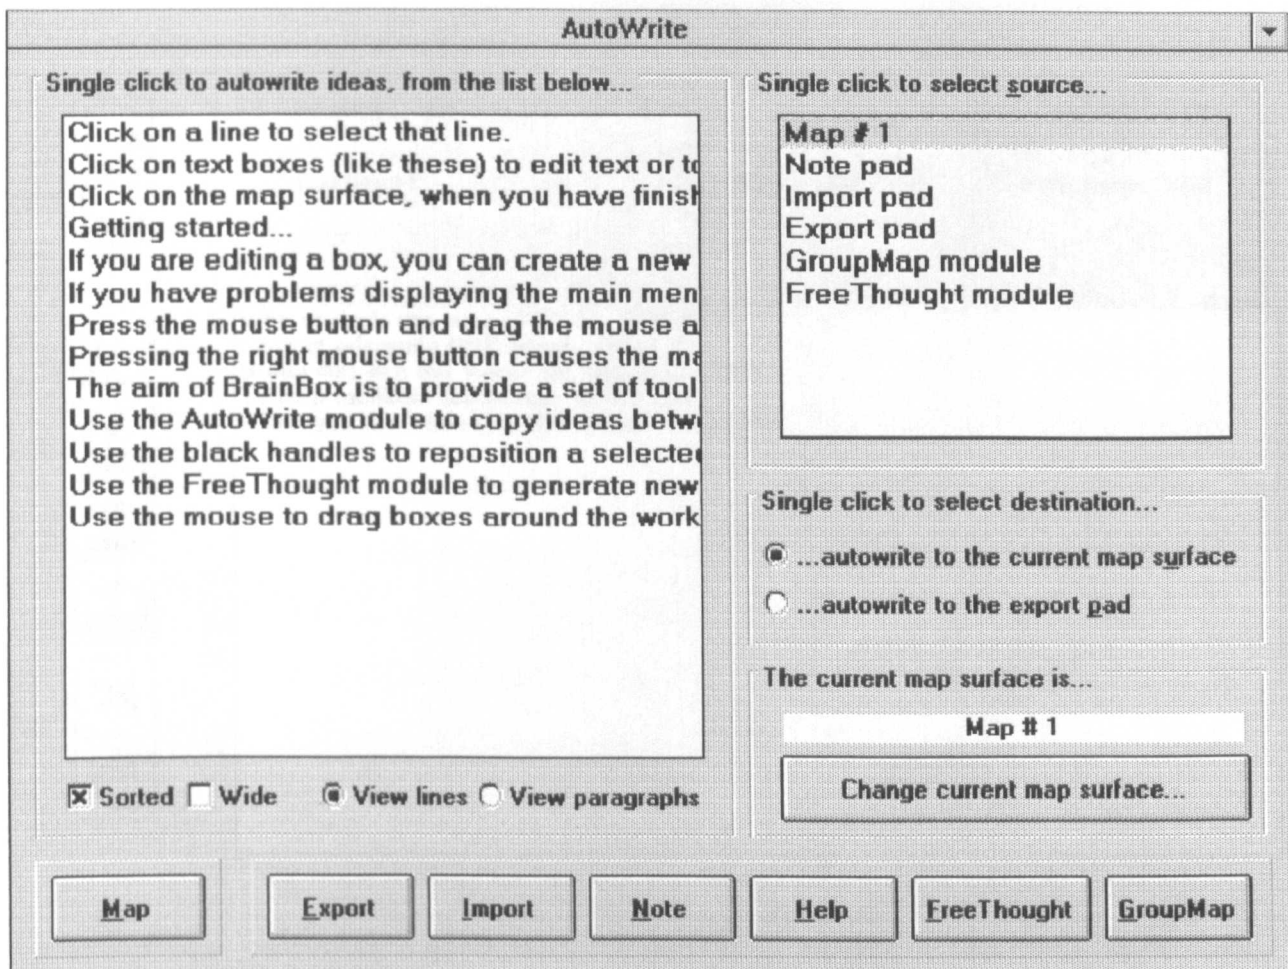 AutoWrite
Single click to autowrite ideas, from the list below...
Click on a line to select that line.
Click on text boxes (like these) to edit text or to
Click on the map surface, when you have finish
Getting started...
If you are editing a box, you can create a new
If you have problems displaying the main men
Press the mouse button and drag the mouse a
Pressing the right mouse button causes the ma
The aim of BrainBox is to provide a set of tool
Use the AutoWrite module to copy ideas betw
Use the black handles to reposition a selected
Use the FreeThought module to generate new
Use the mouse to drag boxes around the work
Sorted Wide View lines View paragraphs
Single click to select source...
Map # 1
Note pad
Import pad
Export pad
GroupMap module
FreeThought module
Single click to select destination...
...autowrite to the current map surface
...autowrite to the export pad
The current map surface is...
Map # 1
Change current map surface...
Map Export Import Note Help FreeThought GroupMap